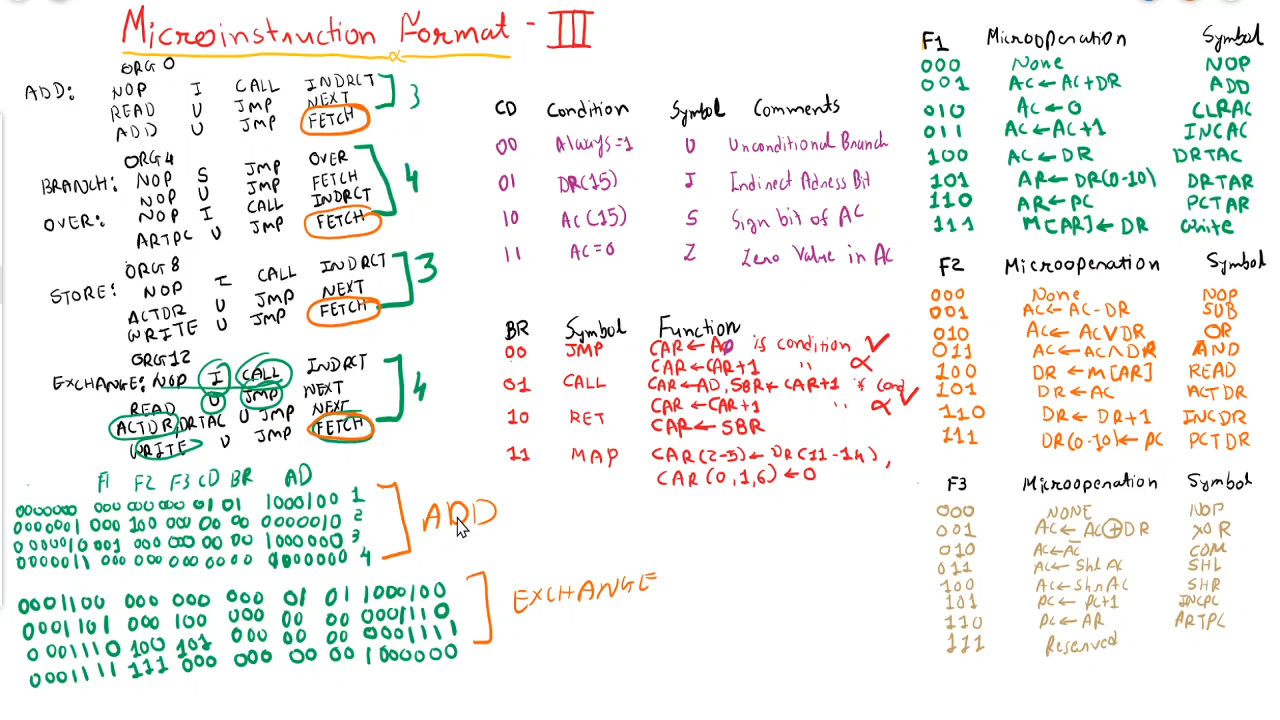 Microinstruction Format - III
ORG 0
ADD: NOP I CALL INDRCT
READ U JMP NEXT
ADD U JMP FETCH
3
ORG 4
BRANCH: NOP S JMP OVER
NOP U JMP FETCH
OVER: NOP I CALL INDRCT
ARTPC U JMP FETCH
4
ORG 8
STORE: NOP I CALL INDRCT
ACTDR U JMP NEXT
WRITE U JMP FETCH
3
ORG 12
EXCHANGE: NOP I CALL INDRCT
READ U JMP NEXT
ACTDR, DRTAC U JMP NEXT
WRITE U JMP FETCH
4
F1 F2 F3 CD BR AD
0000000 000 000 000 01 01 1000100 1
0000001 000 100 000 00 00 0000010 2
0000010 001 000 000 00 00 1000000 3
0000011 000 000 000 00 00 1000000 4
ADD
0001100 000 000 000 01 01 1000100
0001101 000 100 000 00 00 0001110
0001110 100 101 000 00 00 0001111
0001111 111 000 000 00 00 1000000
EXCHANGE
CD Condition Symbol Comments
00 Always=1 U Unconditional Branch
01 DR(15) I Indirect Adress Bit
10 AC(15) S Sign bit of AC
11 AC=0 Z Zero Value in AC
BR Symbol Function
00 JMP CAR←AD is condition ✓
CAR←CAR+1 "
01 CALL CAR←AD, SBR←CAR+1 if cond ✓
CAR←CAR+1 "
10 RET CAR←SBR
11 MAP CAR(2-5)←DR(11-14),
CAR(0,1,6)←0
F1 Microoperation Symbol
000 None NOP
001 AC←AC+DR ADD
010 AC←0 CLRAC
011 AC←AC+1 INCAC
100 AC←DR DRTAC
101 AR←DR(0-10) DRTAR
110 AR←PC PCTAR
111 M[AR]←DR Write
F2 Microoperation Symbol
000 None NOP
001 AC←AC-DR SUB
010 AC←AC∨DR OR
011 AC←AC∧DR AND
100 DR←M[AR] READ
101 DR←AC ACTDR
110 DR←DR+1 INCDR
111 DR(0-10)←PC PCTDR
F3 Microoperation Symbol
000 NONE NOP
001 AC←AC⊕DR XOR
010 AC←A̅C̅ COM
011 AC←Shl AC SHL
100 AC←Shr AC SHR
101 PC←PC+1 INCPC
110 PC←AR ARTPC
111 Reserved